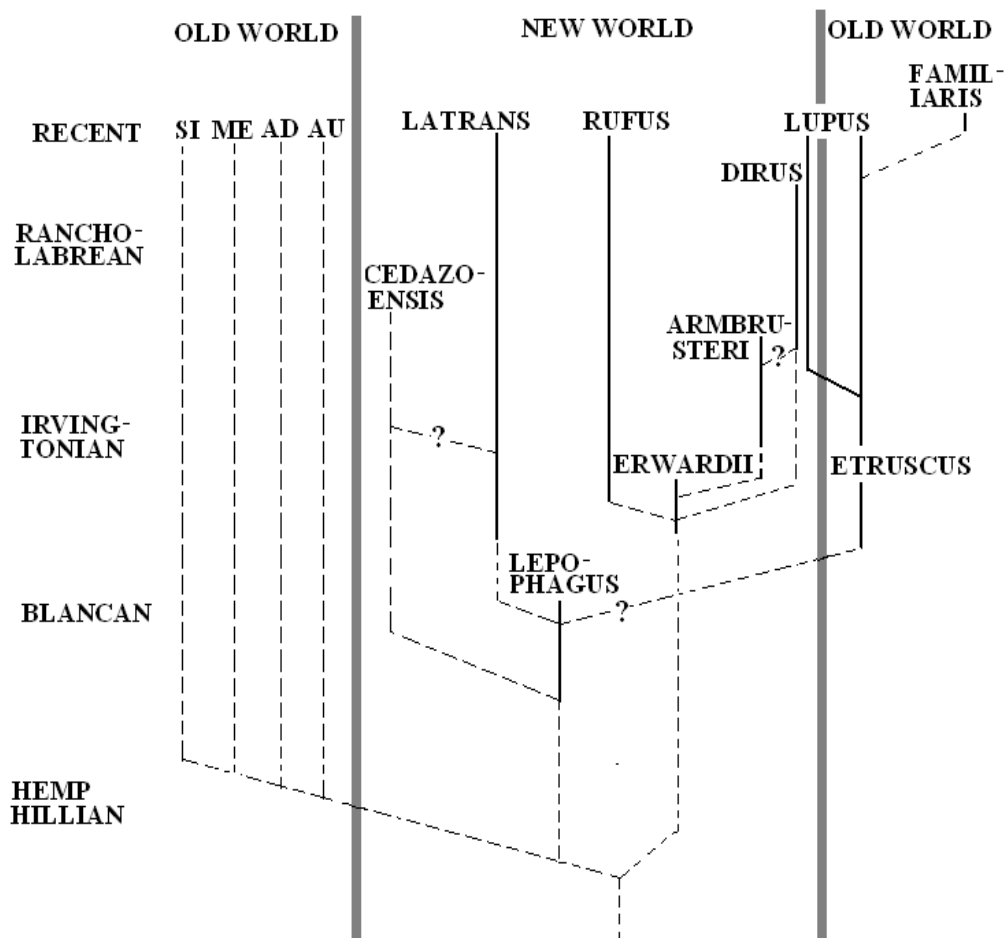 OLD WORLD
NEW WORLD
OLD WORLD
FAMIL-
IARIS
RECENT
SI ME AD AU
LATRANS
RUFUS
LUPUS
DIRUS
RANCHO-
LABREAN
CEDAZO-
ENSIS
ARMBRU-
STERI
?
IRVING-
TONIAN
?
ERWARDII
ETRUSCUS
LEPO-
PHAGUS
BLANCAN
?
HEMP
HILLIAN